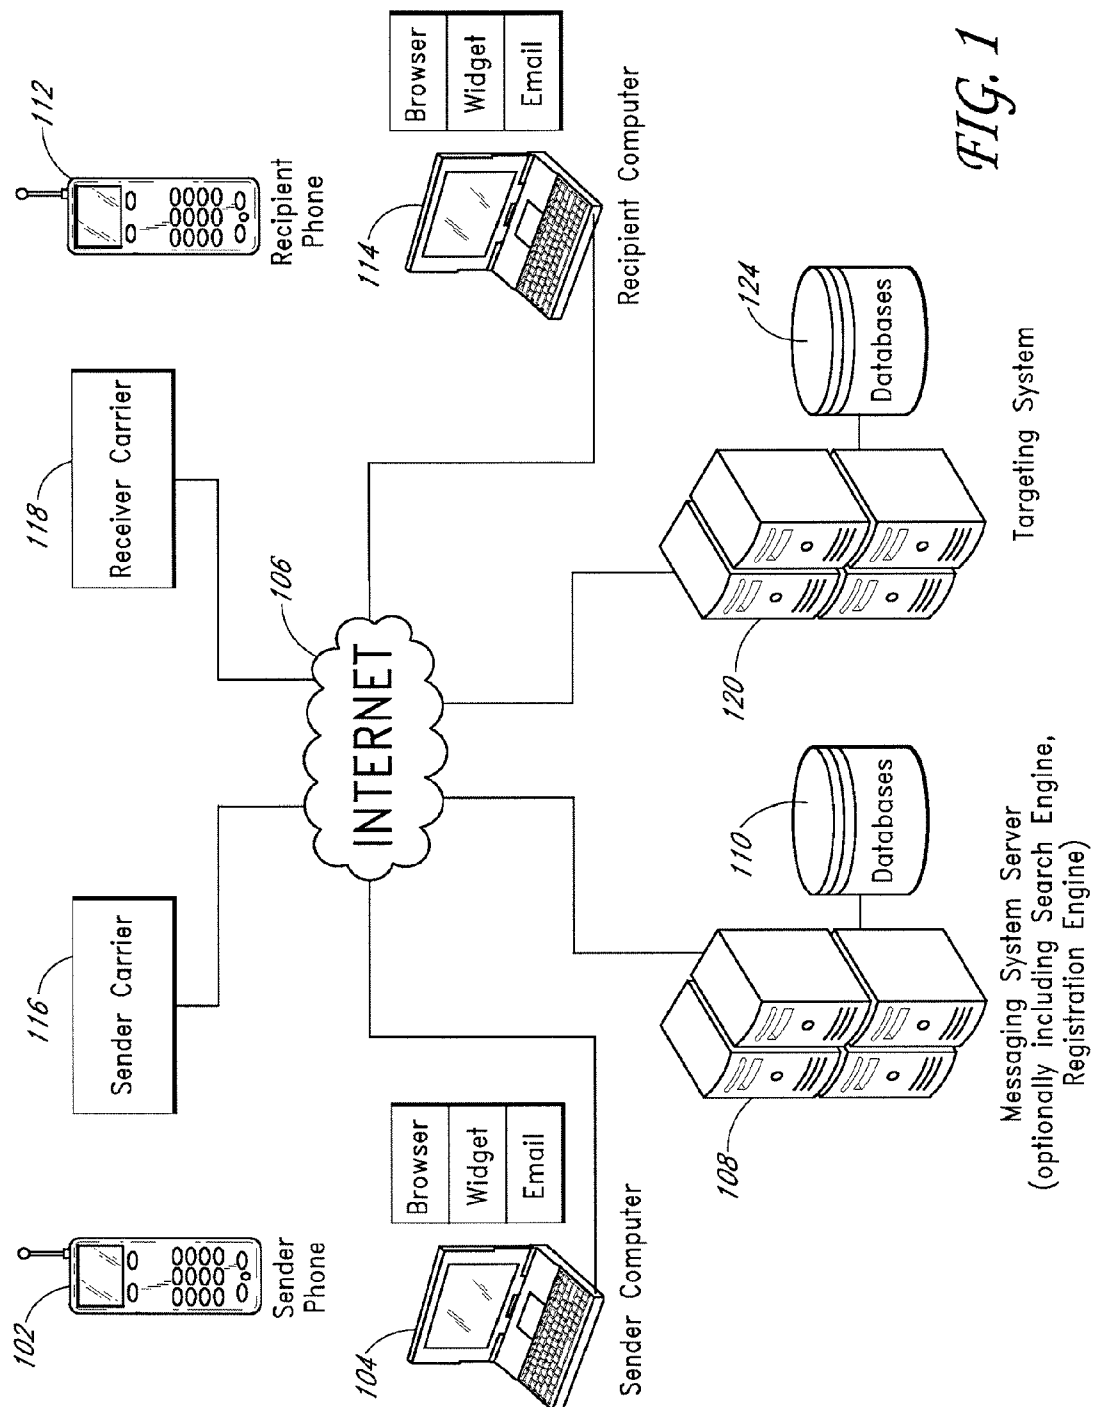 102
Sender
Phone
116
Sender Carrier
118
Receiver Carrier
112
Recipient
Phone
104
Browser
Widget
Email
Sender Computer
INTERNET
106
114
Browser
Widget
Email
Recipient Computer
108
110
Databases
Messaging System Server
(optionally including Search Engine,
Registration Engine)
120
124
Databases
Targeting System
FIG. 1